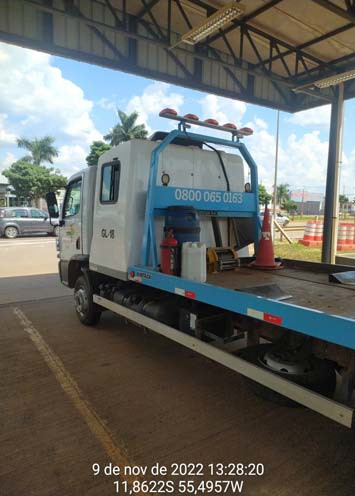 0800 065 0163
GL-18
9 de nov de 2022 13:28:20
11,8622S 55,4957W